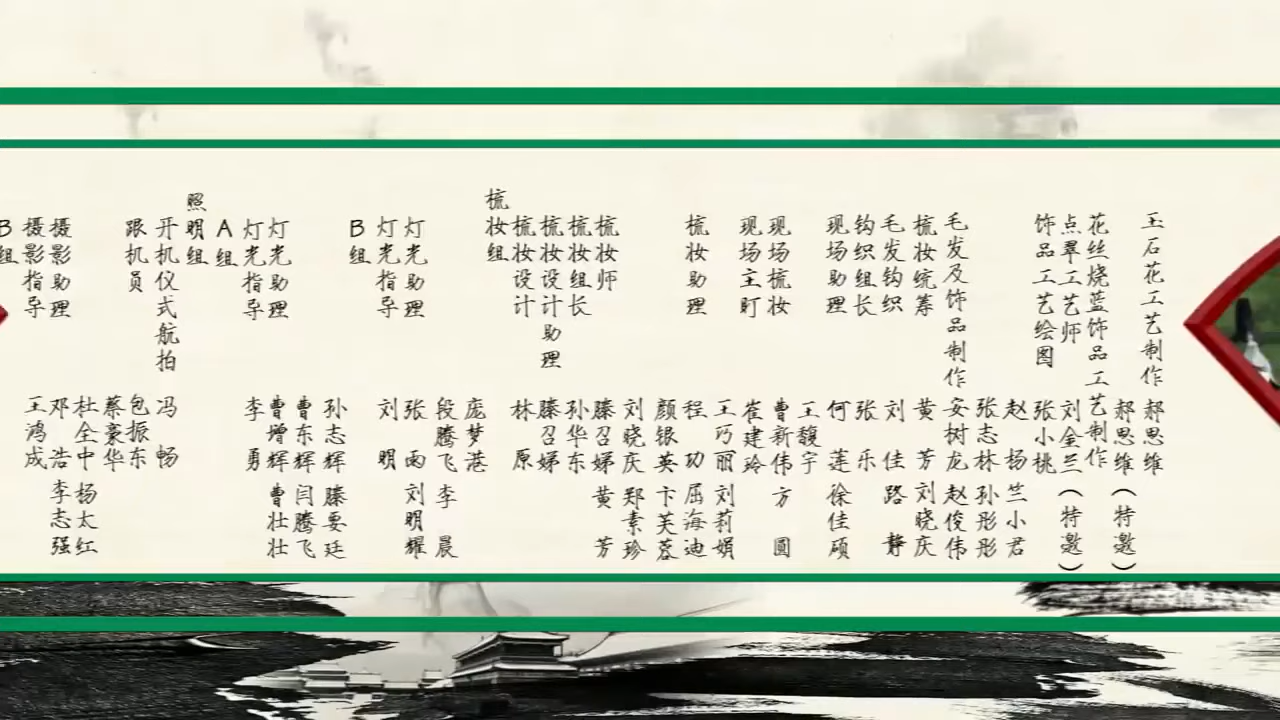 B组
摄影指导 王鸿成
摄影助理 邓浩 李志强
杜全中 杨太红
蔡豪华
跟机员 包振东
开机仪式航拍 冯畅
照明组
A组
灯光指导 李勇
灯光助理 曹增辉 曹壮壮
曹东辉 闫腾飞
孙志辉 滕要廷
B组
灯光指导 刘明
灯光助理 张雨 刘明耀
段腾飞 李晨
庞梦港
梳妆组
梳妆设计 林原
梳妆设计助理 滕召娣
梳妆组长 孙华东
梳妆师 滕召娣 黄芳
刘晓庆 郑素珍
颜银英 卞芙蓉
梳妆助理 程功 屈海迪
王巧丽 刘莉娟
现场主盯 崔建玲
现场梳妆 曹新伟 方圆
王馥宇
现场助理 何莲 徐佳硕
钩织组长 张乐
毛发钩织 刘佳 路静
梳妆统筹 黄芳 刘晓庆
毛发及饰品制作 安树龙 赵俊伟
张志林 孙彤彤
赵杨 竺小君
饰品工艺绘图 张小桃
点翠工艺师 刘金兰（特邀）
花丝烧蓝饰品工艺制作
郝思维（特邀）
玉石花工艺制作 郝思维